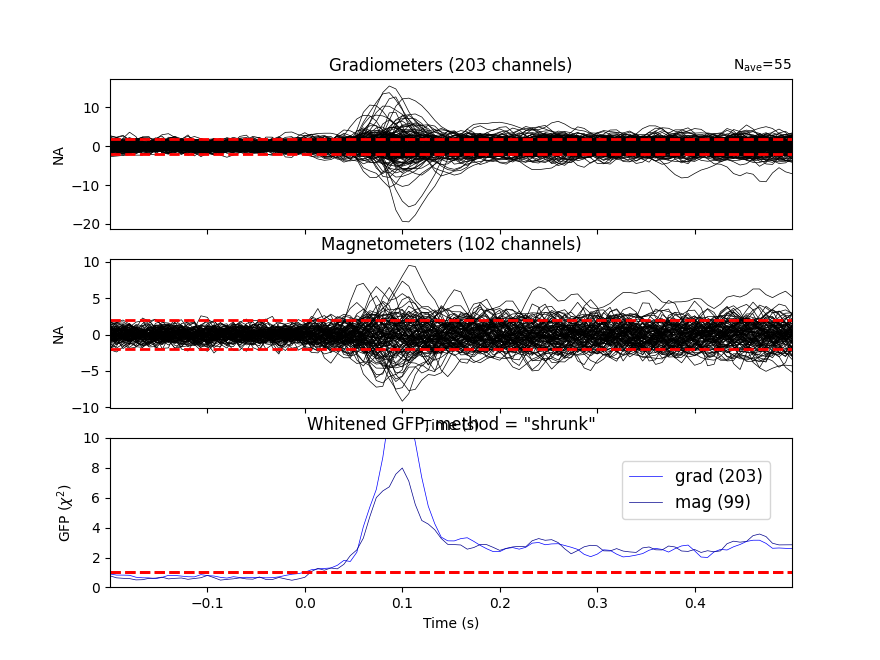 Gradiometers (203 channels)
N_ave=55
10
0
−10
−20
NA
Magnetometers (102 channels)
10
5
0
−5
−10
NA
Time (s)
Whitened GFP, method = "shrunk"
10
8
6
4
2
0
GFP (χ²)
grad (203)
mag (99)
−0.1
0.0
0.1
0.2
0.3
0.4
Time (s)